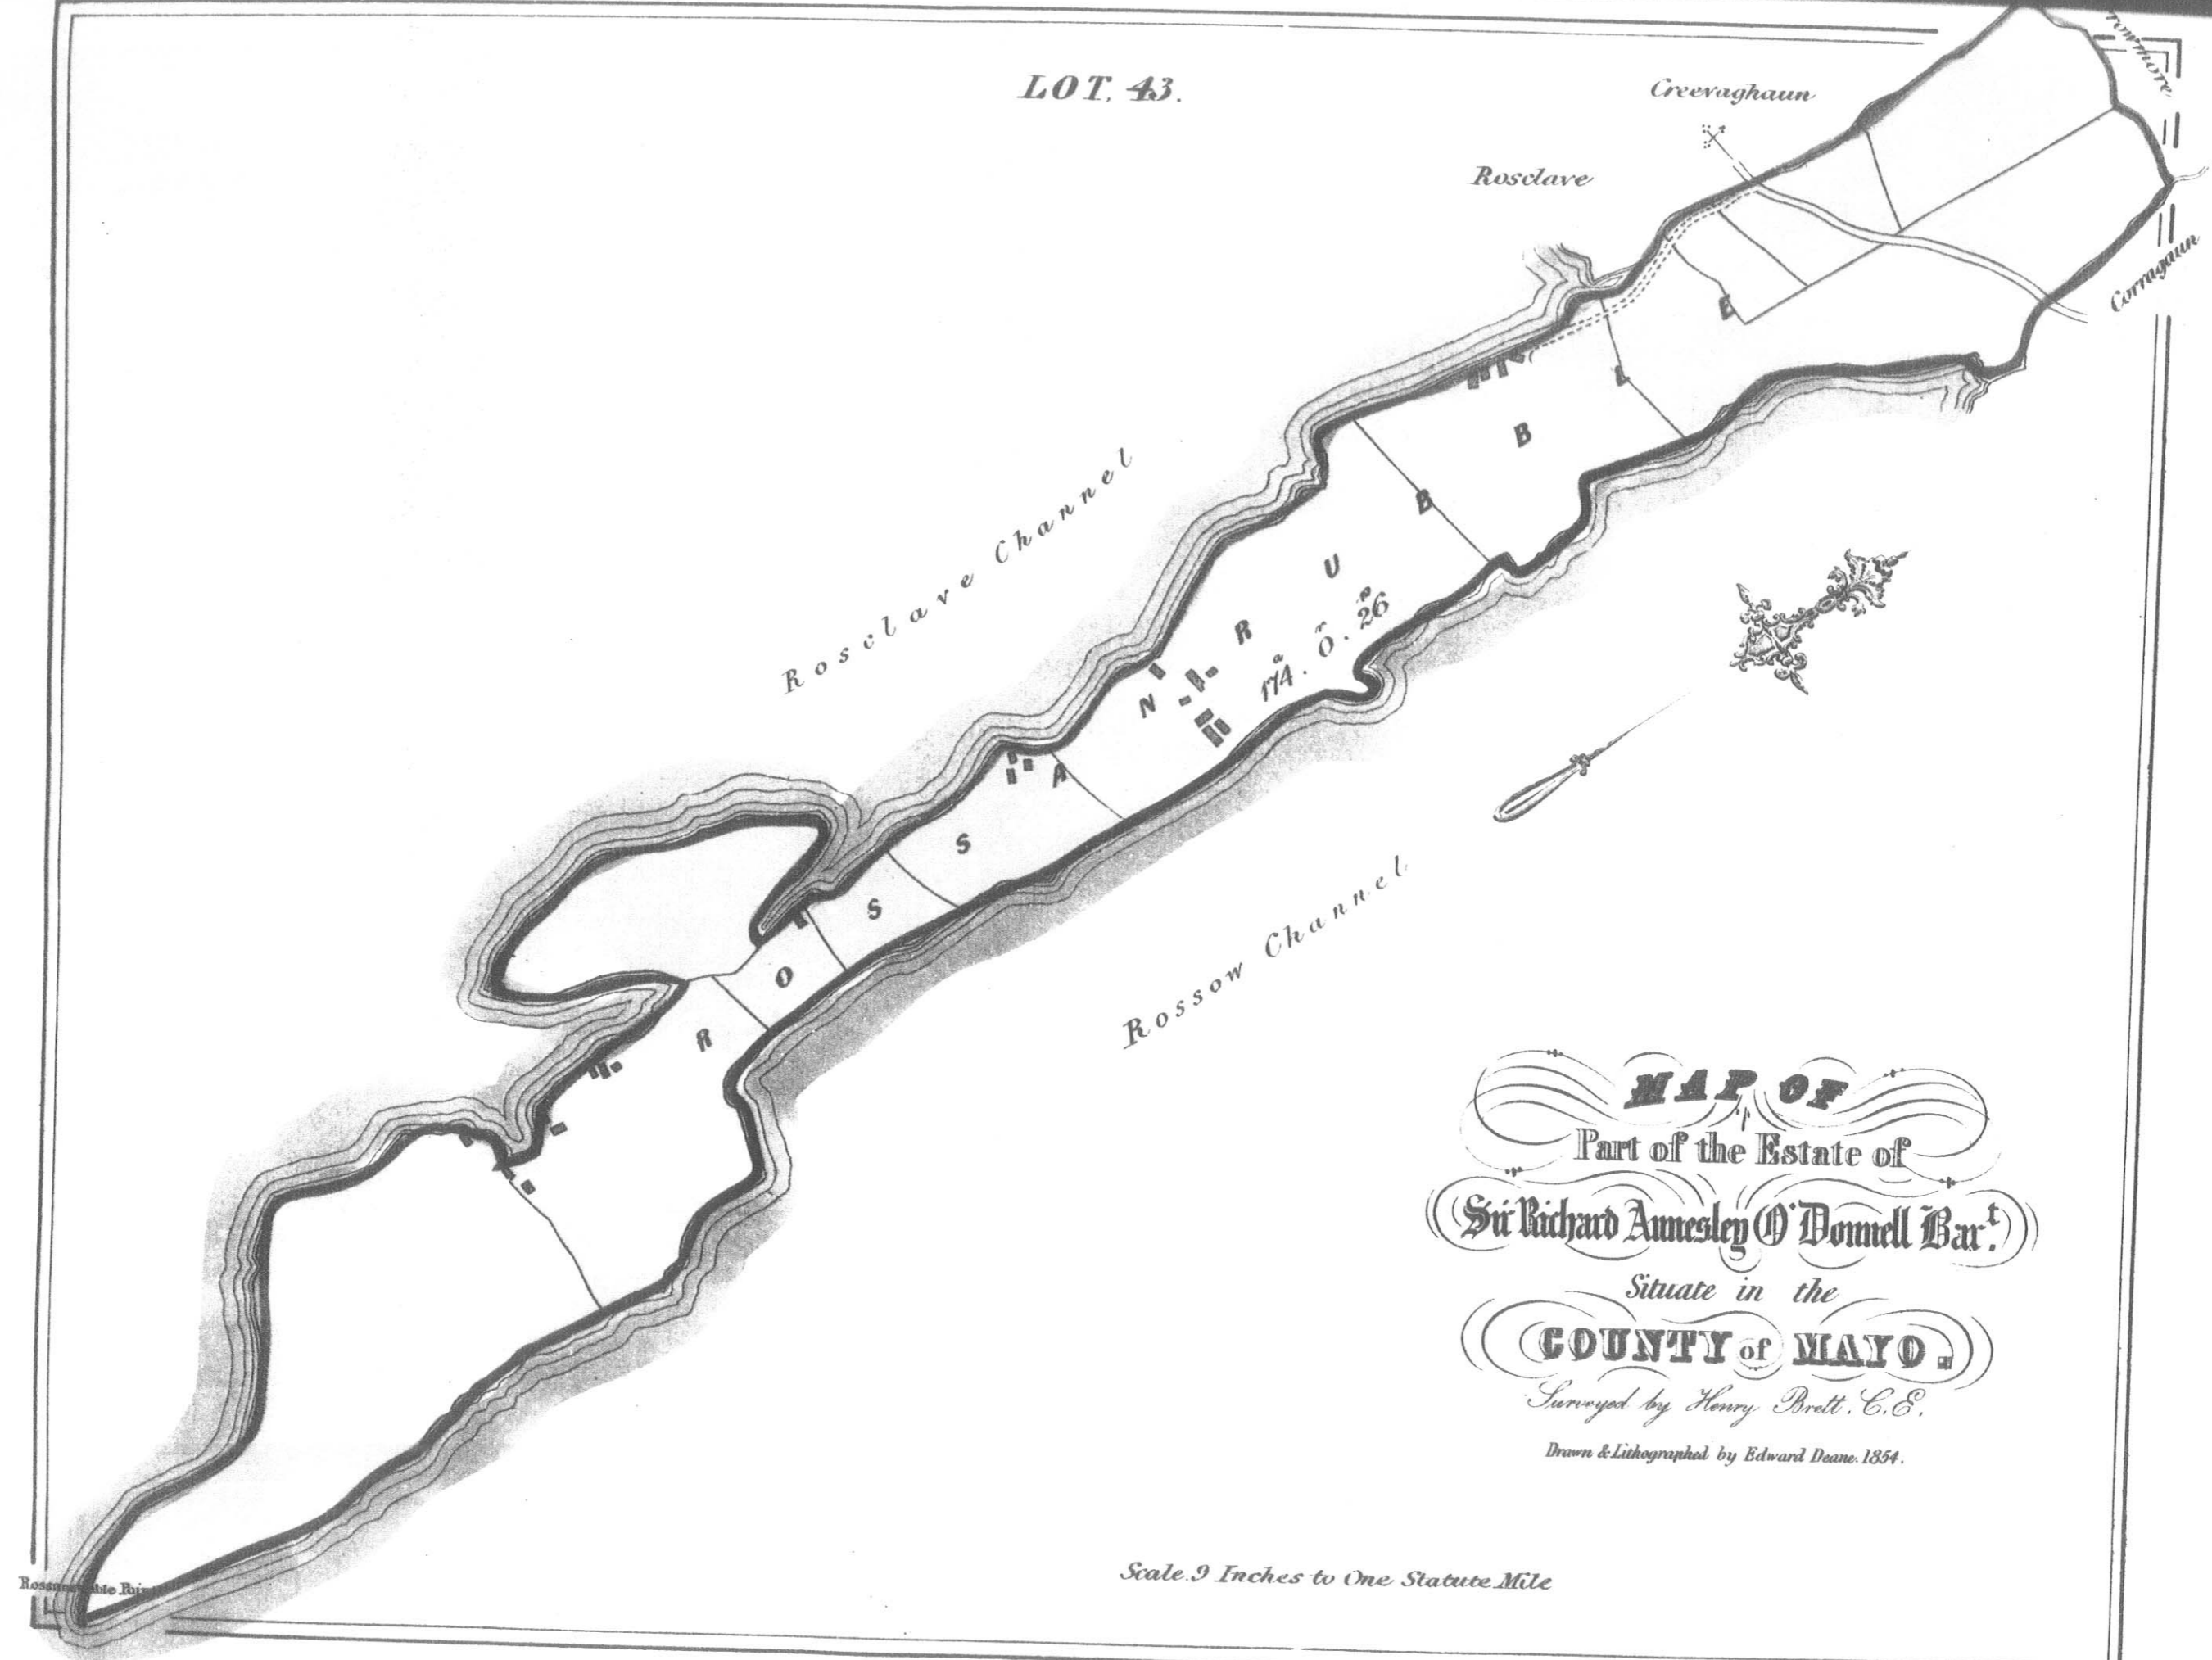 LOT, 43.
Creevaghaun
Rosclave
Corragaun
Rosclave Channel
ROSSANRUBBLE
174.a 0.r 26p
Rossow Channel
MAP OF
Part of the Estate of
Sir Richard Annesley O'Donnell Bar.t
Situate in the
COUNTY of MAYO.
Surveyed by Henry Brett. C.E.
Drawn & Lithographed by Edward Deane. 1854.
Scale. 9 Inches to One Statute Mile